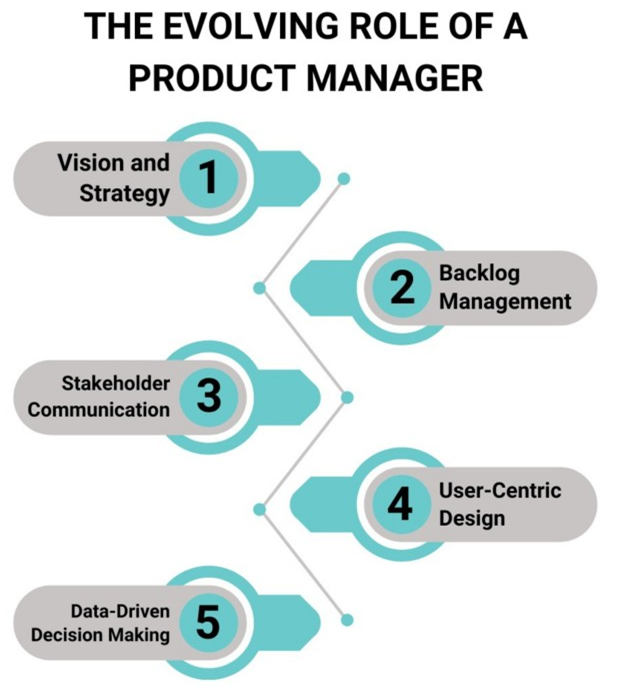 THE EVOLVING ROLE OF A
PRODUCT MANAGER
Vision and
Strategy
1
2
Backlog
Management
Stakeholder
Communication
3
4
User-Centric
Design
Data-Driven
Decision Making
5